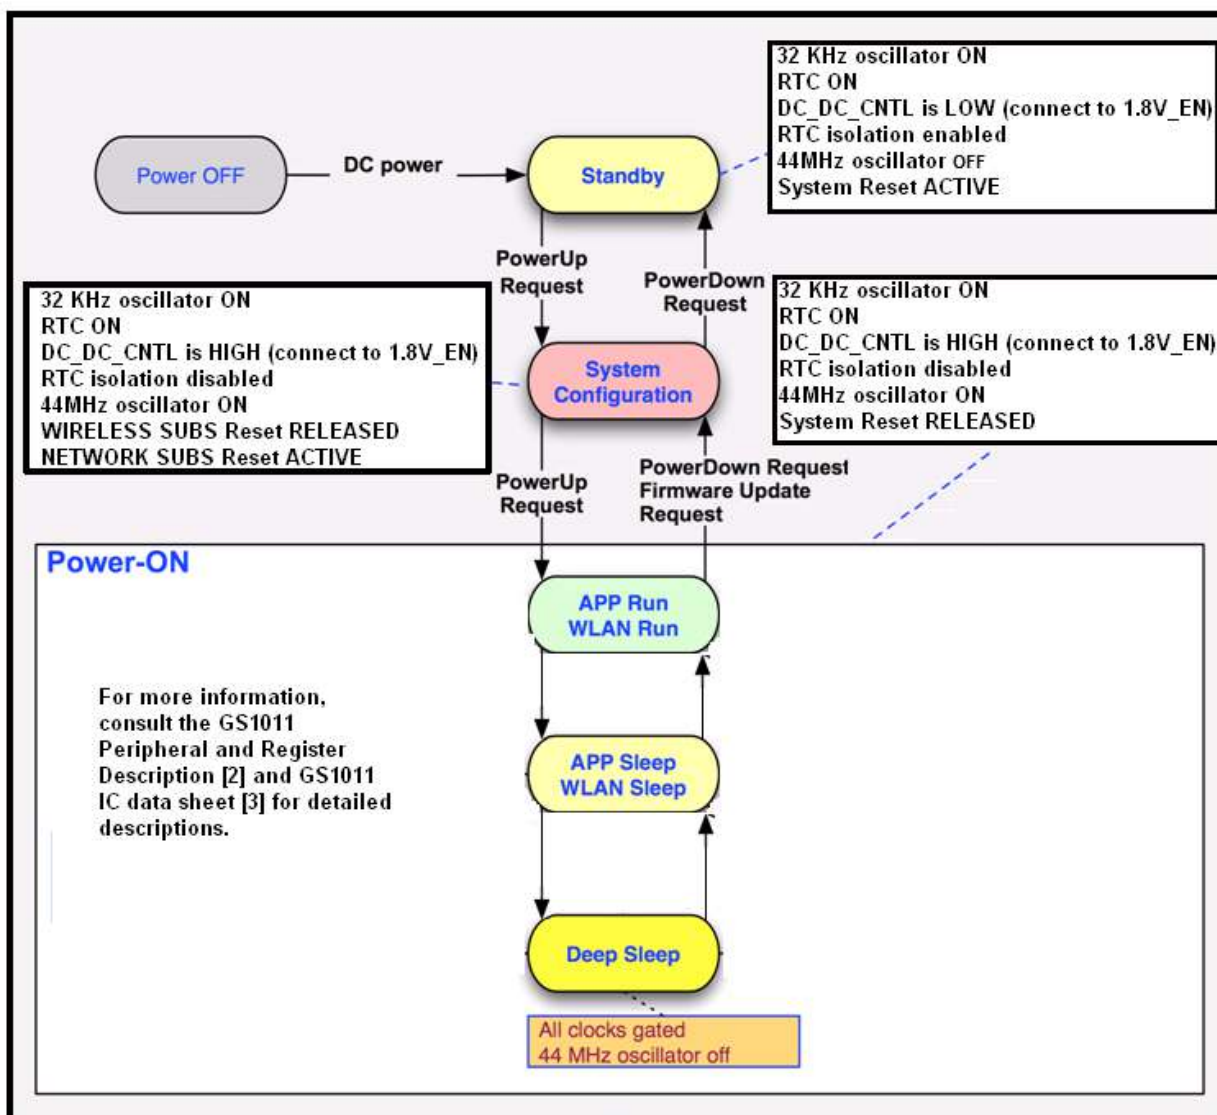 32 KHz oscillator ON
RTC ON
DC_DC_CNTL is LOW (connect to 1.8V_EN)
RTC isolation enabled
44MHz oscillator OFF
System Reset ACTIVE
Power OFF
DC power
Standby
PowerUp
Request
PowerDown
Request
32 KHz oscillator ON
RTC ON
DC_DC_CNTL is HIGH (connect to 1.8V_EN)
RTC isolation disabled
44MHz oscillator ON
WIRELESS SUBS Reset RELEASED
NETWORK SUBS Reset ACTIVE
System
Configuration
32 KHz oscillator ON
RTC ON
DC_DC_CNTL is HIGH (connect to 1.8V_EN)
RTC isolation disabled
44MHz oscillator ON
System Reset RELEASED
PowerUp
Request
PowerDown Request
Firmware Update
Request
Power-ON
APP Run
WLAN Run
For more information,
consult the GS1011
Peripheral and Register
Description [2] and GS1011
IC data sheet [3] for detailed
descriptions.
APP Sleep
WLAN Sleep
Deep Sleep
All clocks gated
44 MHz oscillator off